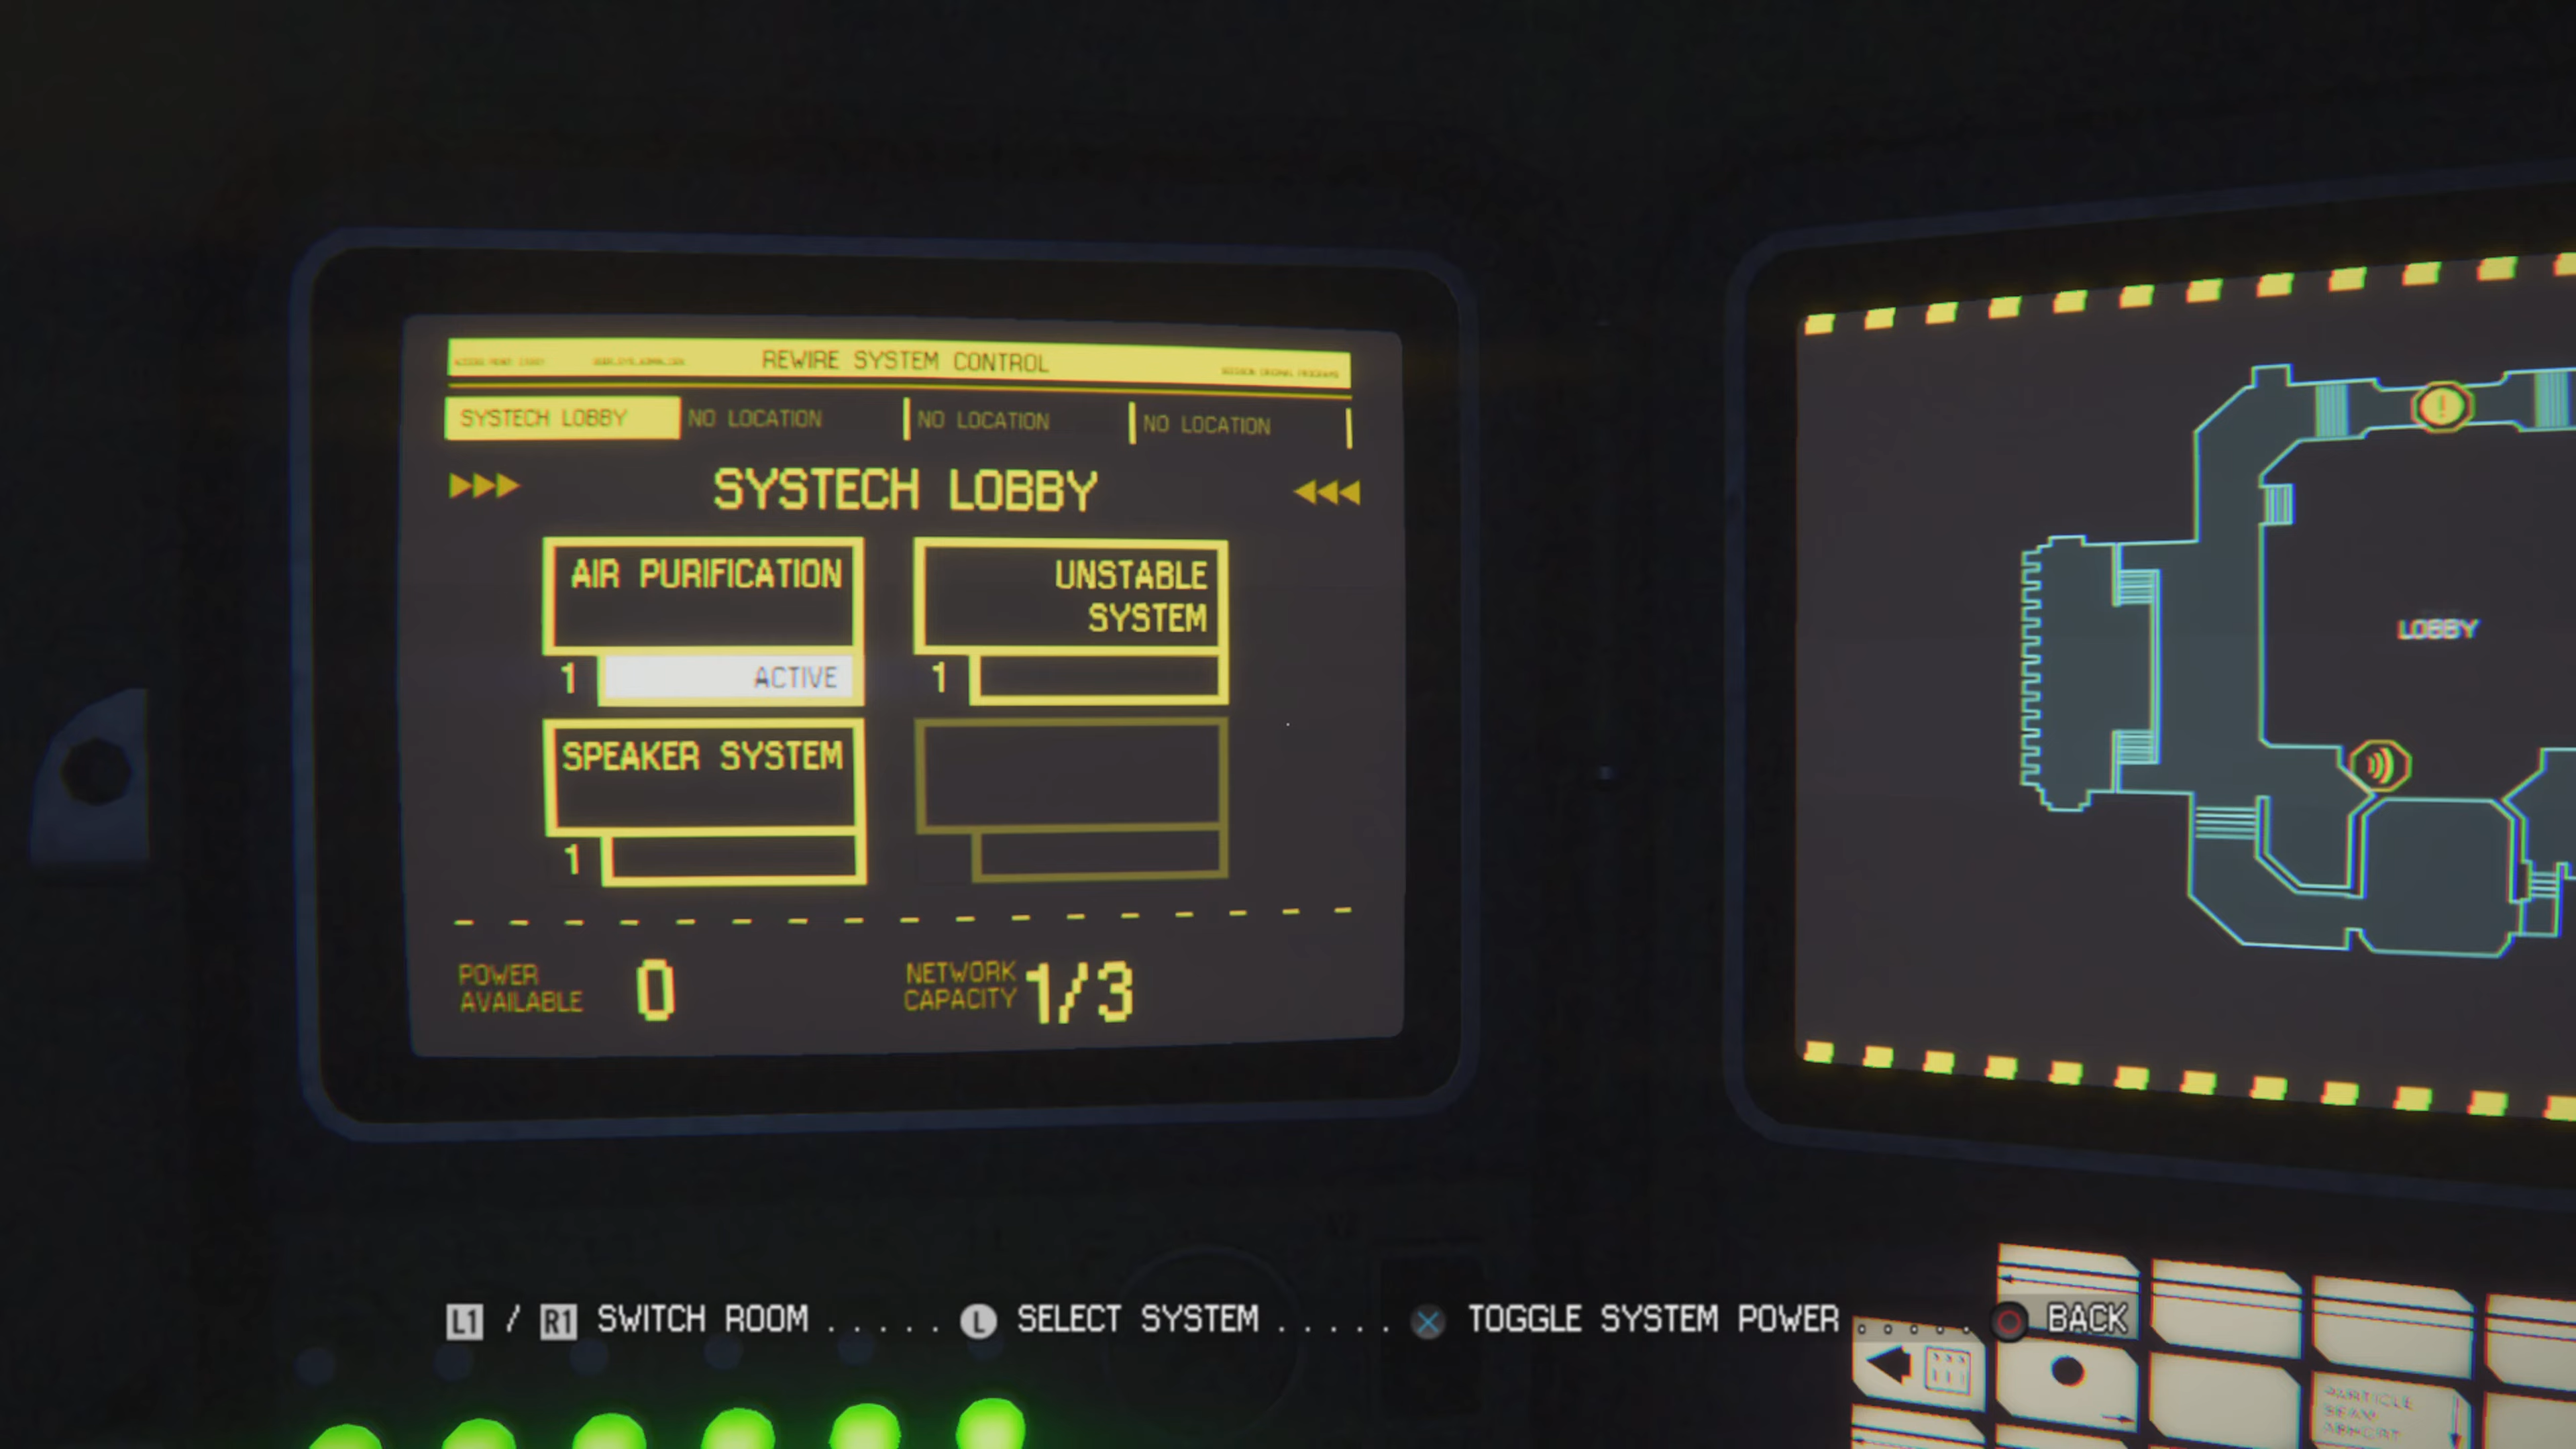 REWIRE SYSTEM CONTROL
SYSTECH LOBBY NO LOCATION NO LOCATION NO LOCATION
SYSTECH LOBBY
AIR PURIFICATION
1 ACTIVE
UNSTABLE
SYSTEM
1
SPEAKER SYSTEM
1
POWER
AVAILABLE
0
NETWORK
CAPACITY
1/3
LOBBY
L1 / R1 SWITCH ROOM ..... L SELECT SYSTEM ...... TOGGLE SYSTEM POWER ..... BACK